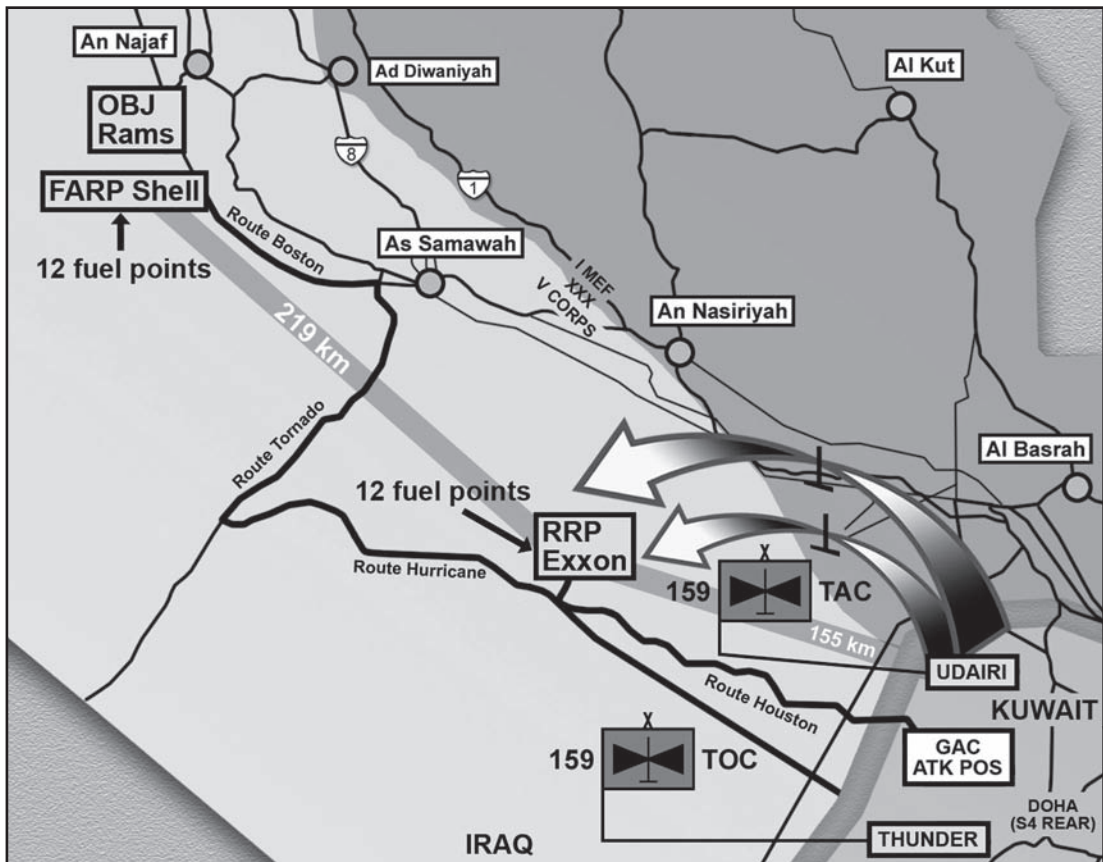 An Najaf
Ad Diwaniyah
Al Kut
OBJ
Rams
8
1
FARP Shell
Route Boston
12 fuel points
As Samawah
I MEF
XXX
V CORPS
An Nasiriyah
219 km
Route Tornado
Al Basrah
12 fuel points
RRP
Exxon
Route Hurricane
X
159
TAC
155 km
UDAIRI
Route Houston
KUWAIT
X
159
TOC
GAC
ATK POS
DOHA
(S4 REAR)
IRAQ
THUNDER